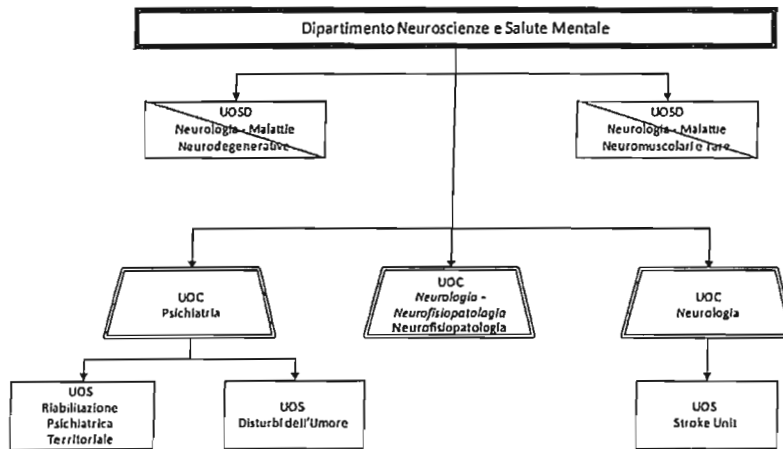 Dipartimento Neuroscienze e Salute Mentale
UOSD
Neurologia - Malattie
Neurodegenerative
UOSD
Neurologia - Malattie
Neuromuscolari e rare
UOC
Psichiatria
UOC
Neurologia -
Neurofisiopatologia
Neurofisiopatologia
UOC
Neurologia
UOS
Riabilitazione
Psichiatrica
Territoriale
UOS
Disturbi dell'Umore
UOS
Stroke Unit